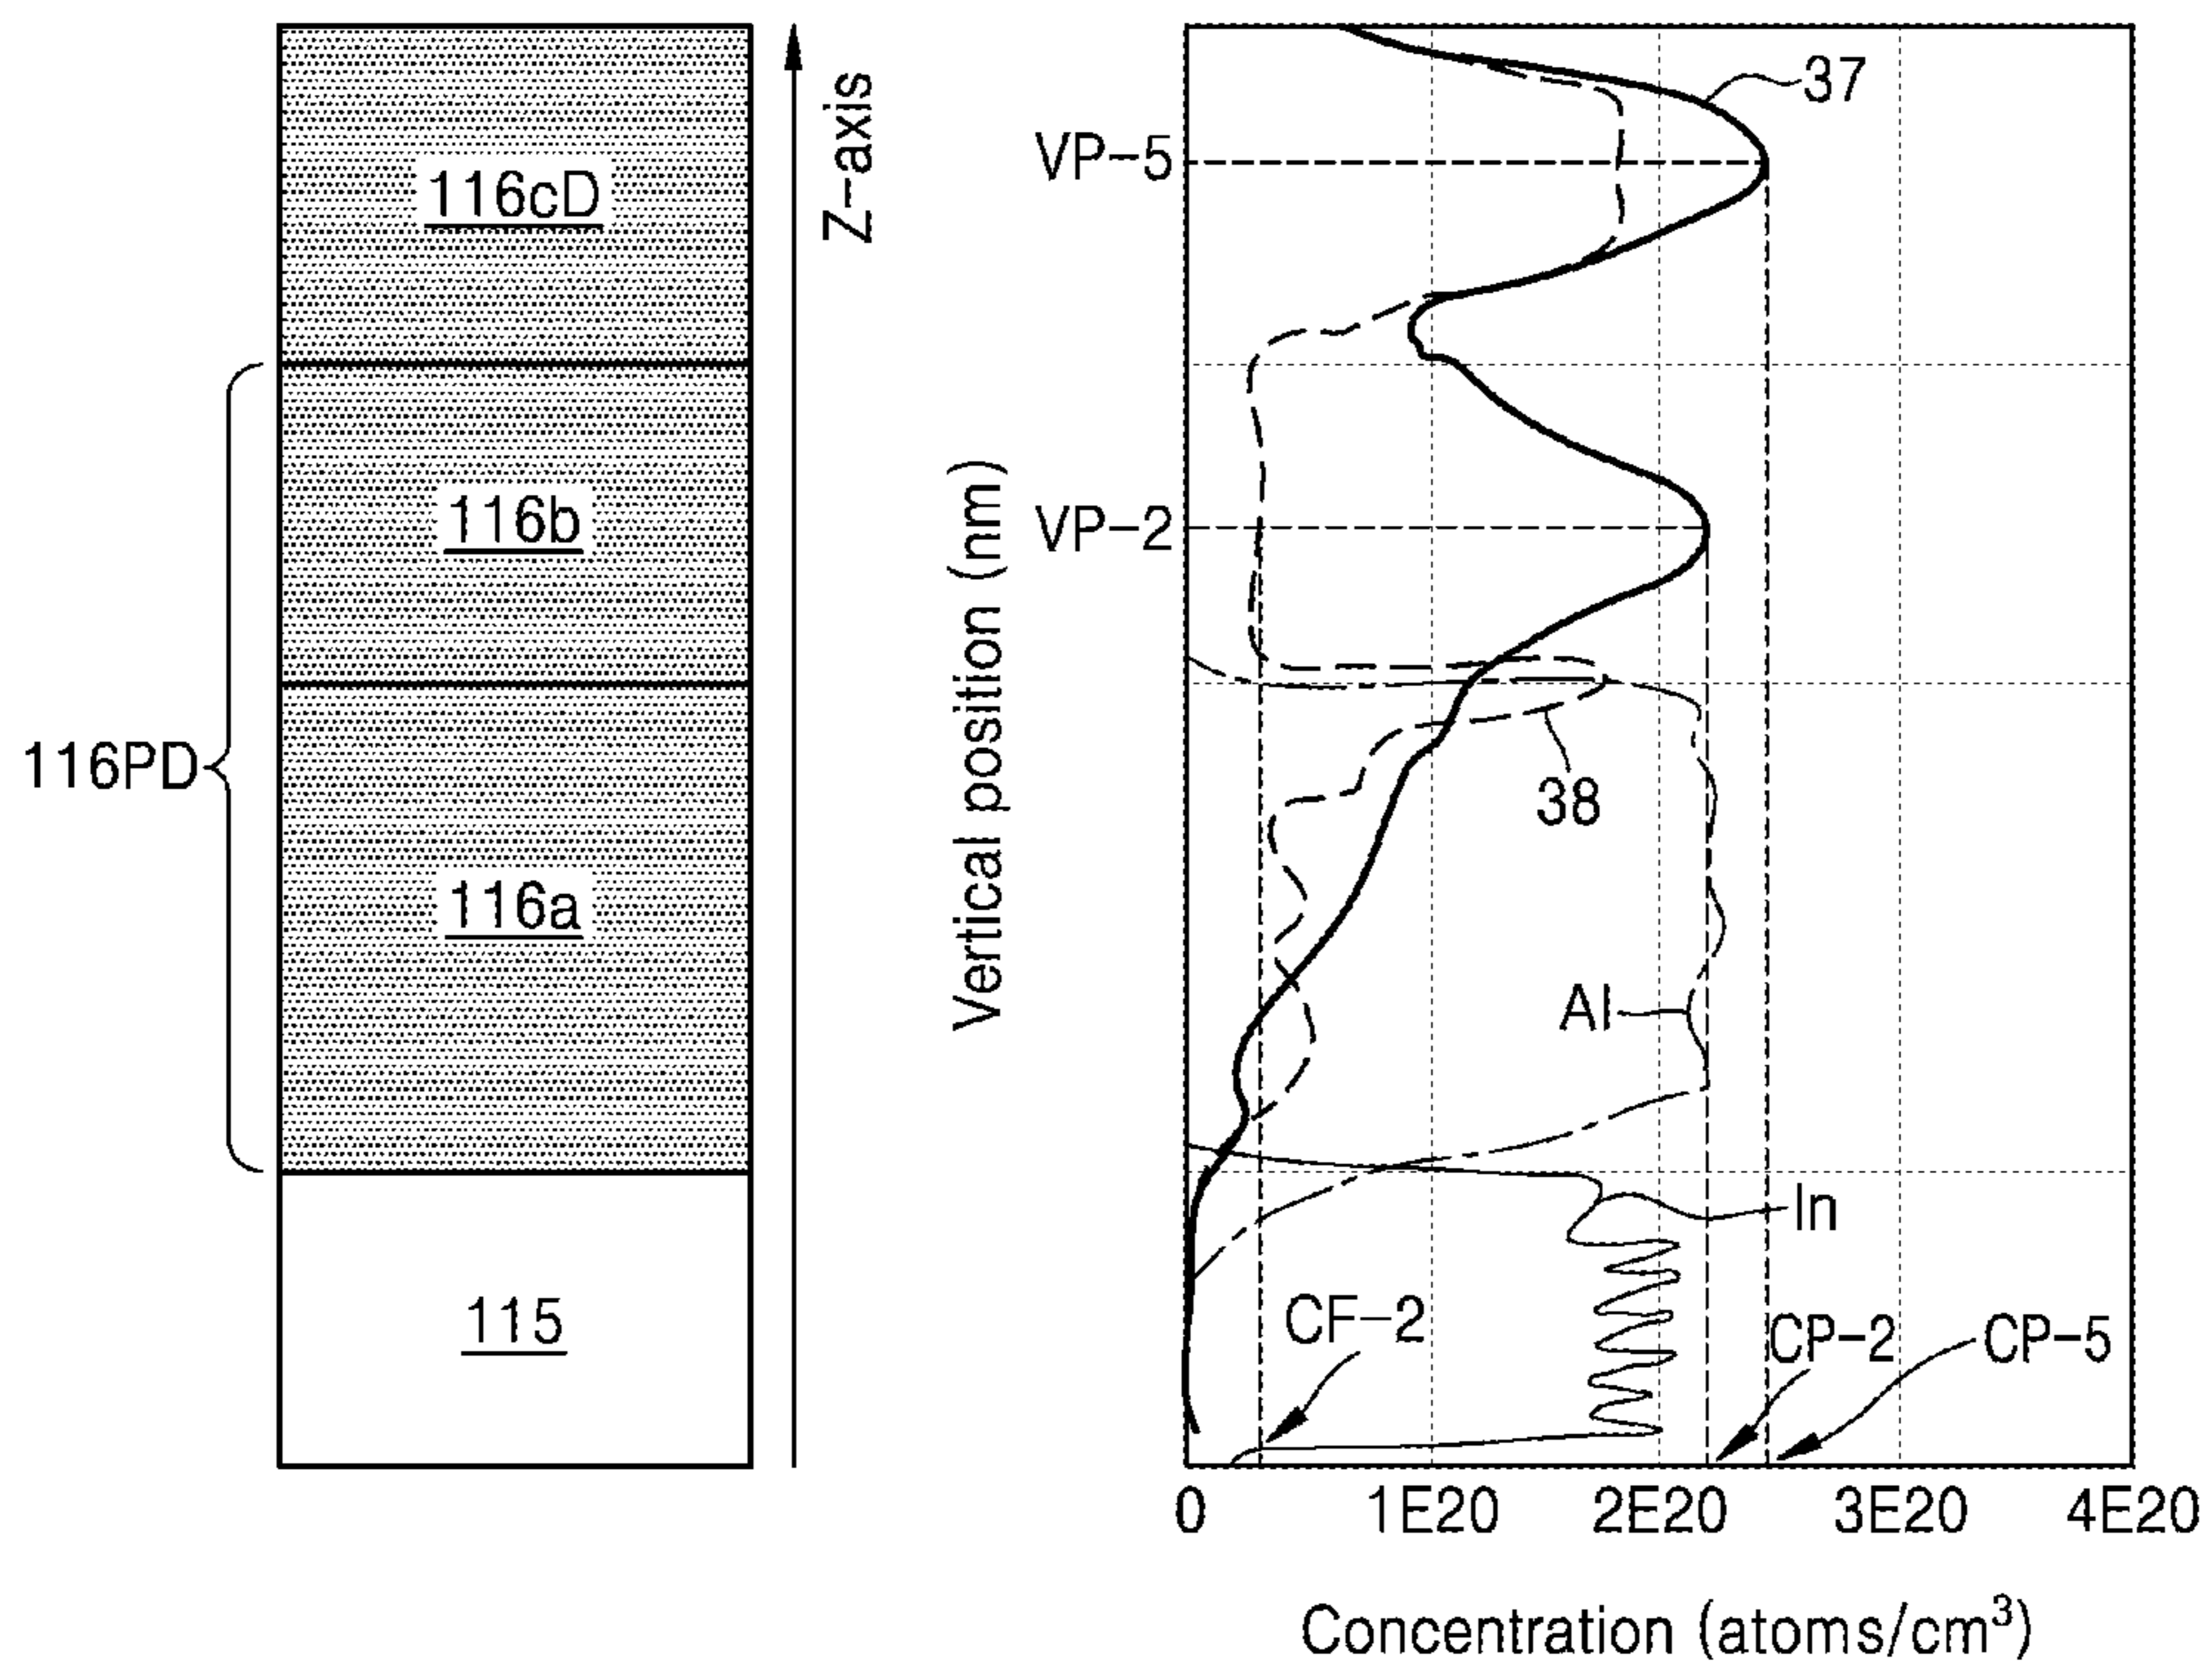 116cD
116b
116a
116PD
115
Z-axis
Vertical position (nm)
VP-5
VP-2
37
38
Al
In
CF-2
CP-2
CP-5
0 1E20 2E20 3E20 4E20
Concentration (atoms/cm³)